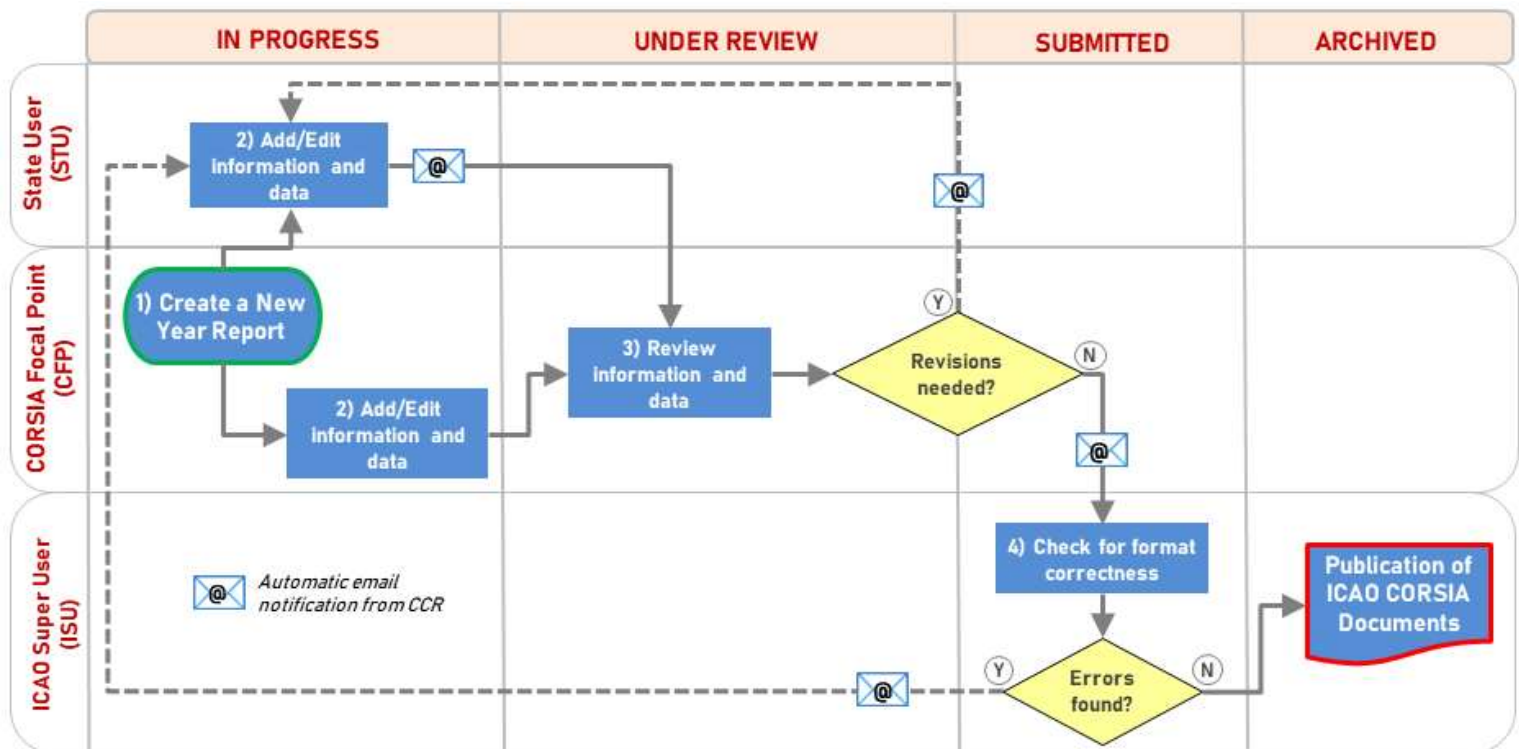 IN PROGRESS
UNDER REVIEW
SUBMITTED
ARCHIVED
State User
(STU)
2) Add/Edit
information and
data
@
@
CORSIA Focal Point
(CFP)
1) Create a New
Year Report
2) Add/Edit
information and
data
3) Review
information and
data
Y
Revisions
needed?
N
@
ICAO Super User
(ISU)
@
Automatic email
notification from CCR
4) Check for format
correctness
Publication of
ICAO CORSIA
Documents
@
Y
Errors
found?
N